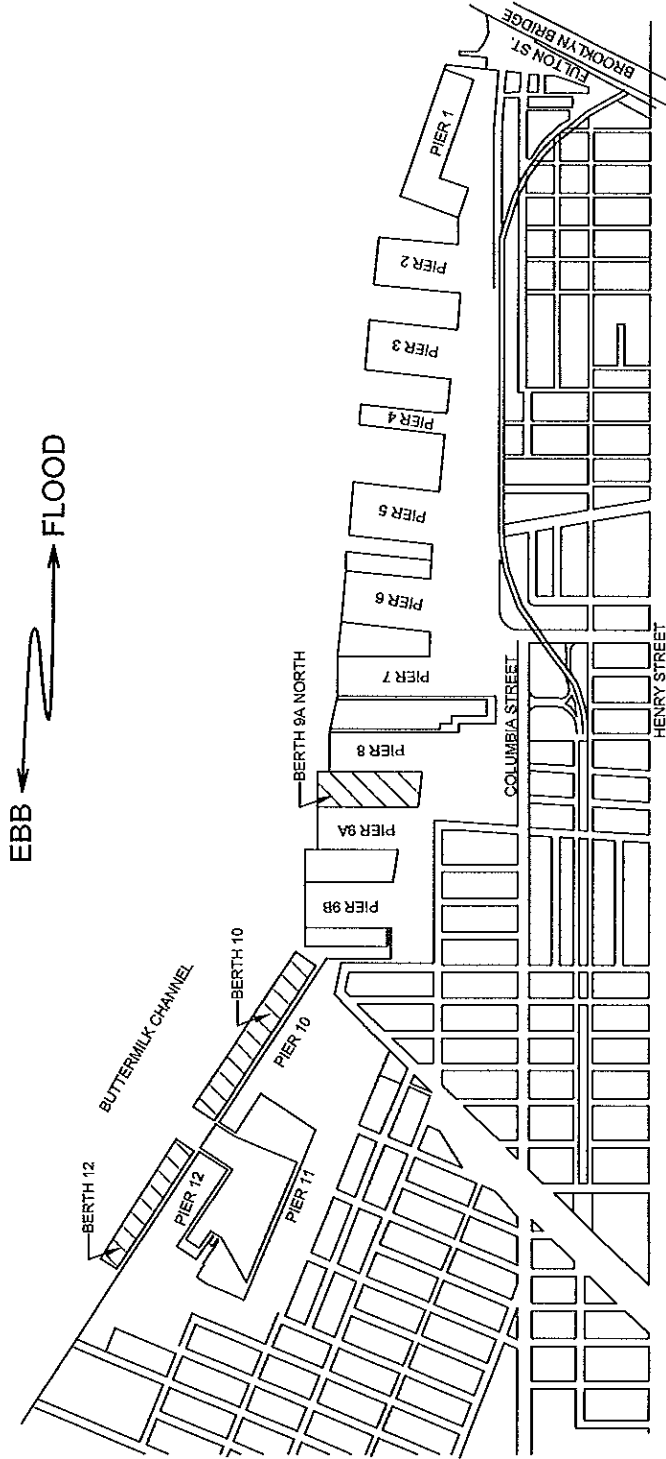 EBB
FLOOD
BUTTERMILK CHANNEL
BERTH 12
BERTH 10
BERTH 9A NORTH
PIER 12
PIER 11
PIER 10
PIER 9B
PIER 9A
PIER 8
PIER 7
PIER 6
PIER 5
PIER 4
PIER 3
PIER 2
PIER 1
FULTON ST.
BROOKLYN BRIDGE
COLUMBIA STREET
HENRY STREET